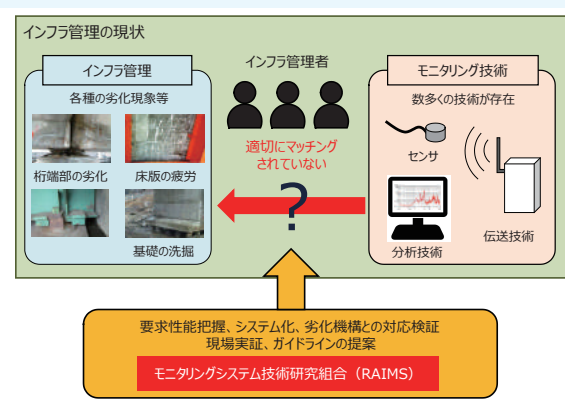 インフラ管理の現状
インフラ管理
各種の劣化現象等
桁端部の劣化
床版の疲労
基礎の洗掘
インフラ管理者
適切にマッチング
されていない
?
モニタリング技術
数多くの技術が存在
センサ
分析技術
伝送技術
要求性能把握、システム化、劣化機構との対応検証
現場実証、ガイドラインの提案
モニタリングシステム技術研究組合（RAIMS）